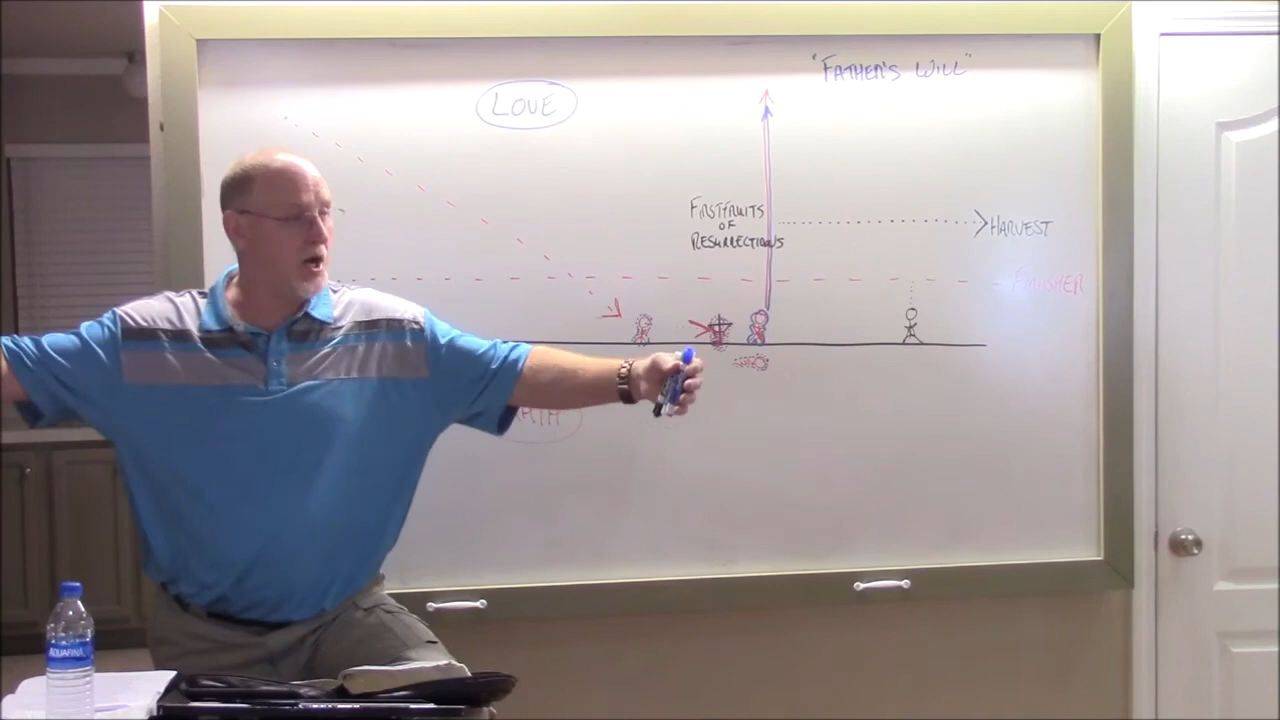 "FATHER'S WILL"
LOVE
FIRSTFRUITS
OF
RESURRECTIONS
HARVEST
FINISHER
AQUAFINA